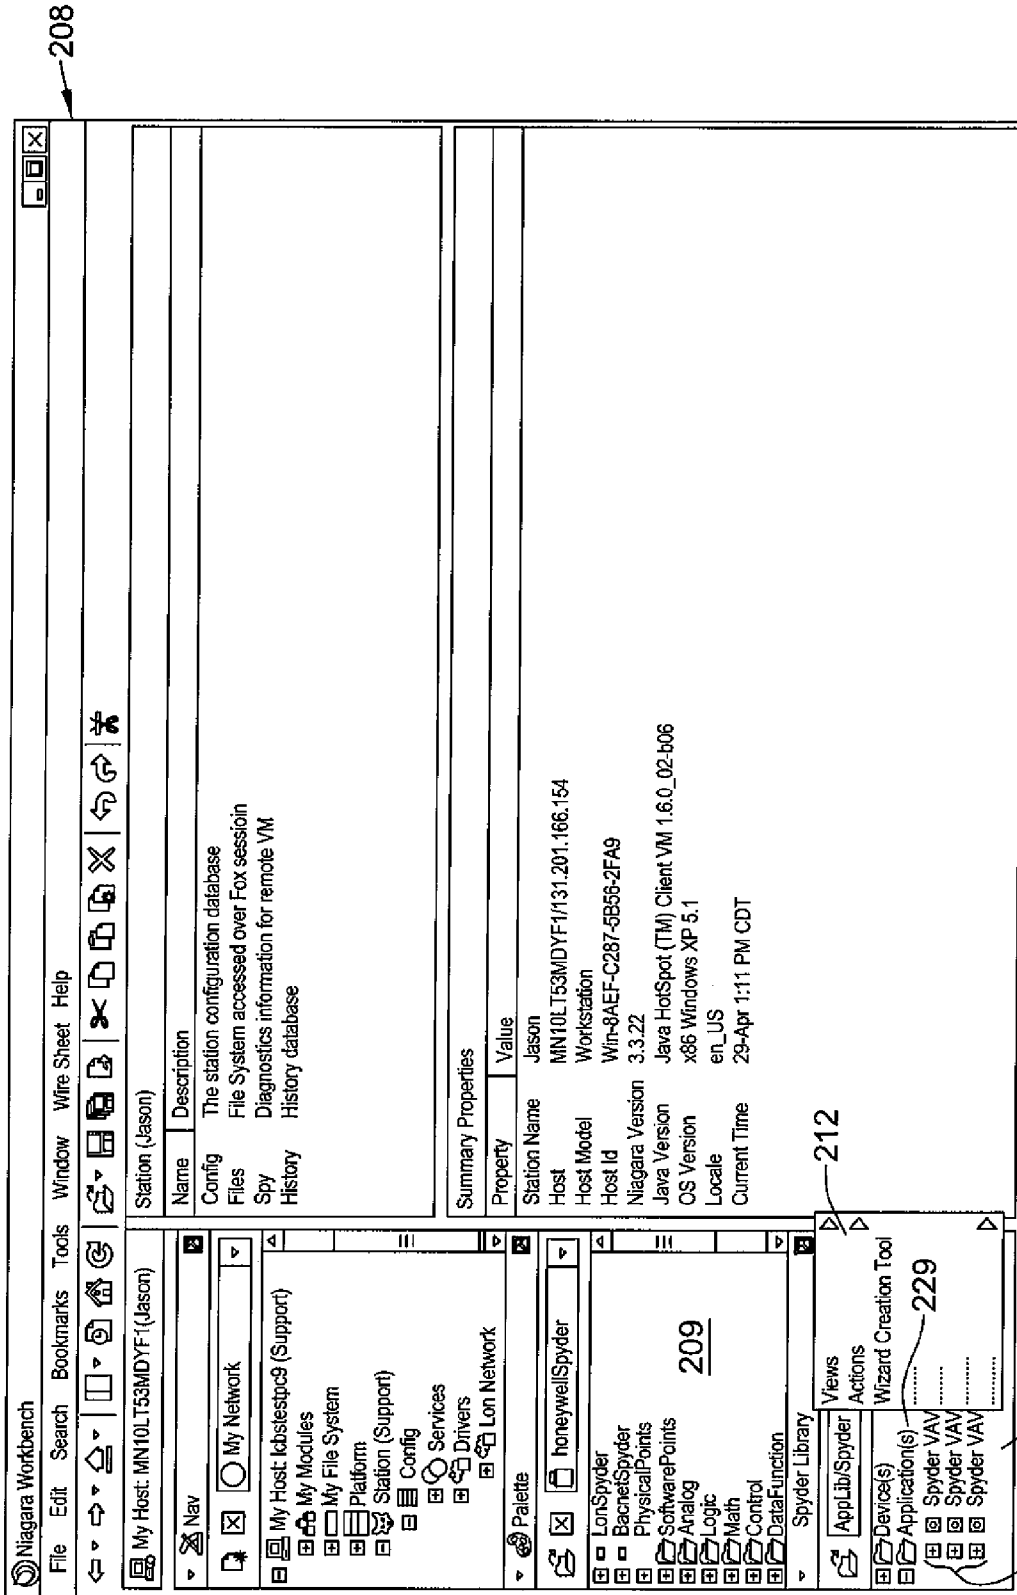 208
Niagara Workbench
File Edit Search Bookmarks Tools Window Wire Sheet Help
My Host: MN10LT53MDYF1(Jason)
Station (Jason)
Nav
My Network
My Host: Icbstestpc9 (Support)
My Modules
My File System
Platform
Station (Support)
Config
Services
Drivers
Lon Network
Palette
honeywellSpyder
LonSpyder
BacnetSpyder
PhysicalPoints
SoftwarePoints
Analog
Logic
Math
Control
DataFunction
209
Spyder Library
AppLib/Spyder
Device(s)
Application(s)
Spyder VAV
Spyder VAV
Spyder VAV
Views
Actions
Wizard Creation Tool
.........
.........
.........
212
229
Name Description
Config The station configuration database
Files File System accessed over Fox sessioin
Spy Diagnostics information for remote VM
History History database
Summary Properties
Property Value
Station Name Jason
Host MN10LT53MDYF1/131.201.166.154
Host Model Workstation
Host Id Win-8AEF-C287-5B56-2FA9
Niagara Version 3.3.22
Java Version Java HotSpot (TM) Client VM 1.6.0_02-b06
OS Version x86 Windows XP 5.1
Locale en_US
Current Time 29-Apr 1:11 PM CDT